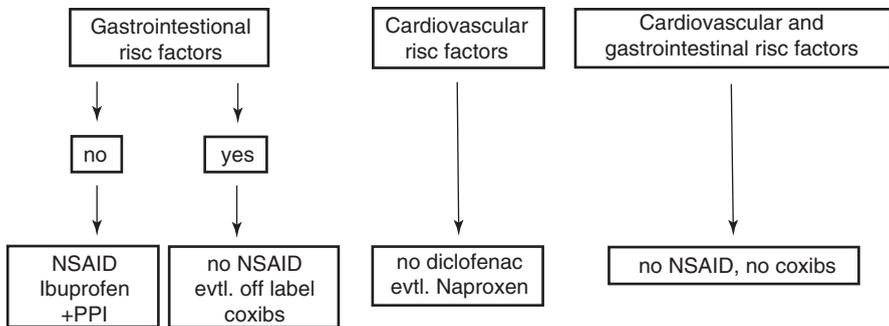 Gastrointestional
risc factors
no
yes
NSAID
Ibuprofen
+PPI
no NSAID
evtl. off label
coxibs
Cardiovascular
risc factors
no diclofenac
evtl. Naproxen
Cardiovascular and
gastrointestinal risc factors
no NSAID, no coxibs